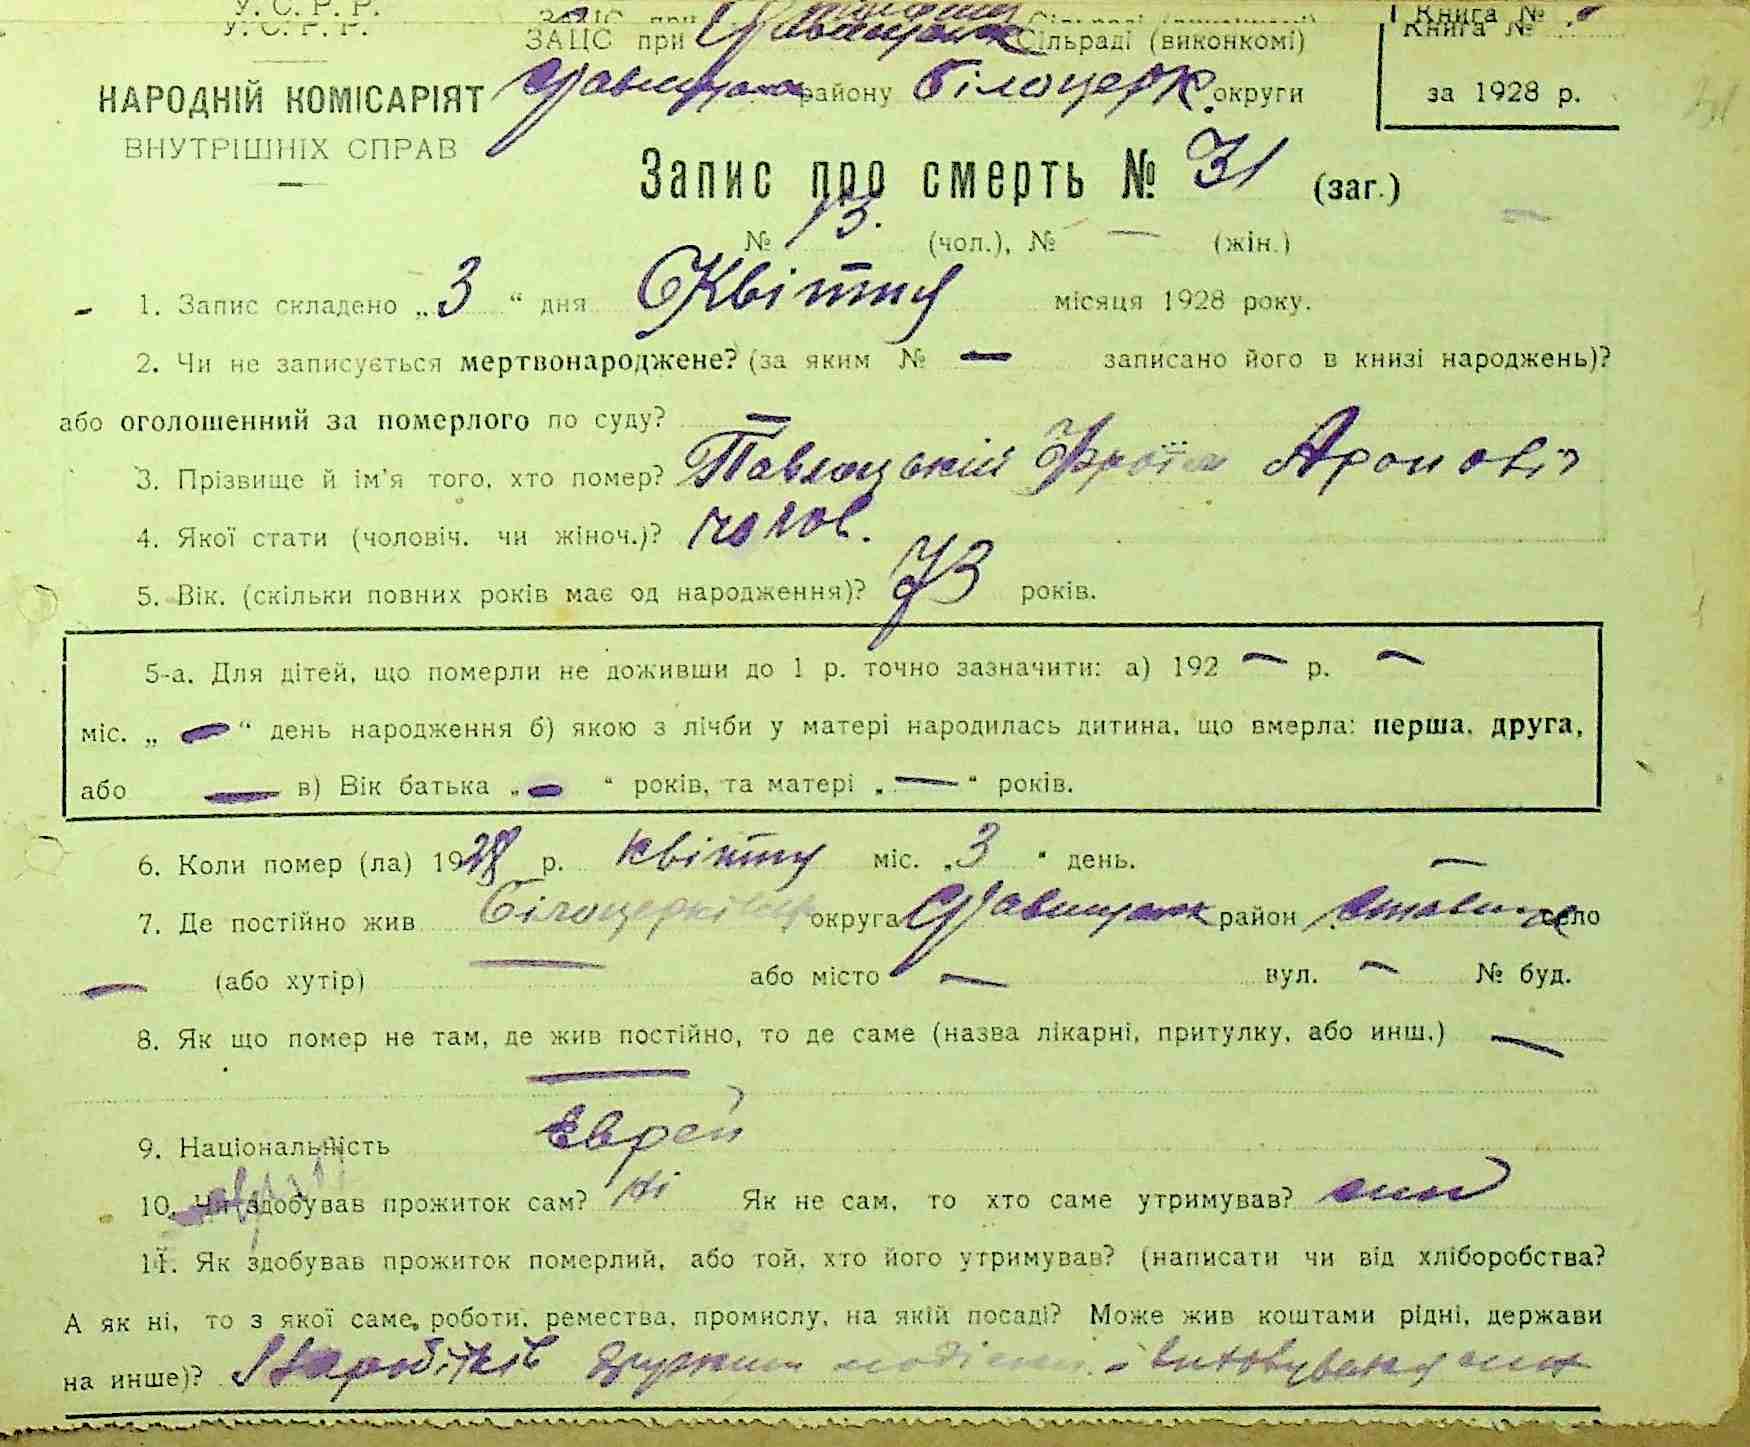 У. С. Р. Р.
ЗАЦС при Ставищанськ Сільраді (виконкомі)
Книга №
НАРОДНІЙ КОМІСАРІЯТ
Ставищанськ району Білоцерк. округи
за 1928 р.
ВНУТРІШНІХ СПРАВ
Запис про смерть № 31 (заг.)
№ 13. (чол.), № — (жін.)
1. Запис складено „ 3 “ дня Квітня місяця 1928 року.
2. Чи не записується мертвонароджене? (за яким № — записано його в книзі народжень)?
або оголошенний за померлого по суду? —
3. Прізвище й ім'я того, хто помер? Павлоцький Фроїм Аронові
4. Якої стати (чоловіч. чи жіноч.)? чолов.
5. Вік. (скільки повних років має од народження)? 73 років.
5-а. Для дітей, що померли не доживши до 1 р. точно зазначити: а) 192 — р. —
міс. „ — “ день народження б) якою з лічби у матері народилась дитина, що вмерла: перша, друга,
або — в) Вік батька „ — “ років, та матері „ — “ років.
6. Коли помер (ла) 1928 р. квітня міс. „ 3 “ день. —
7. Де постійно жив Білоцерківськ округа Ставищанськ район Ставище село
— (або хутір) — або місто — вул. — № буд.
8. Як що помер не там, де жив постійно, то де саме (назва лікарні, притулку, або инш.) —
—
9. Національність Еврей
10. Чи здобував прожиток сам? ні Як не сам, то хто саме утримував? син
11. Як здобував прожиток померлий, або той, хто його утримував? (написати чи від хліборобства?
А як ні, то з якої саме роботи, ремества, промислу, на якій посаді? Може жив коштами рідні, держави
на инше)?